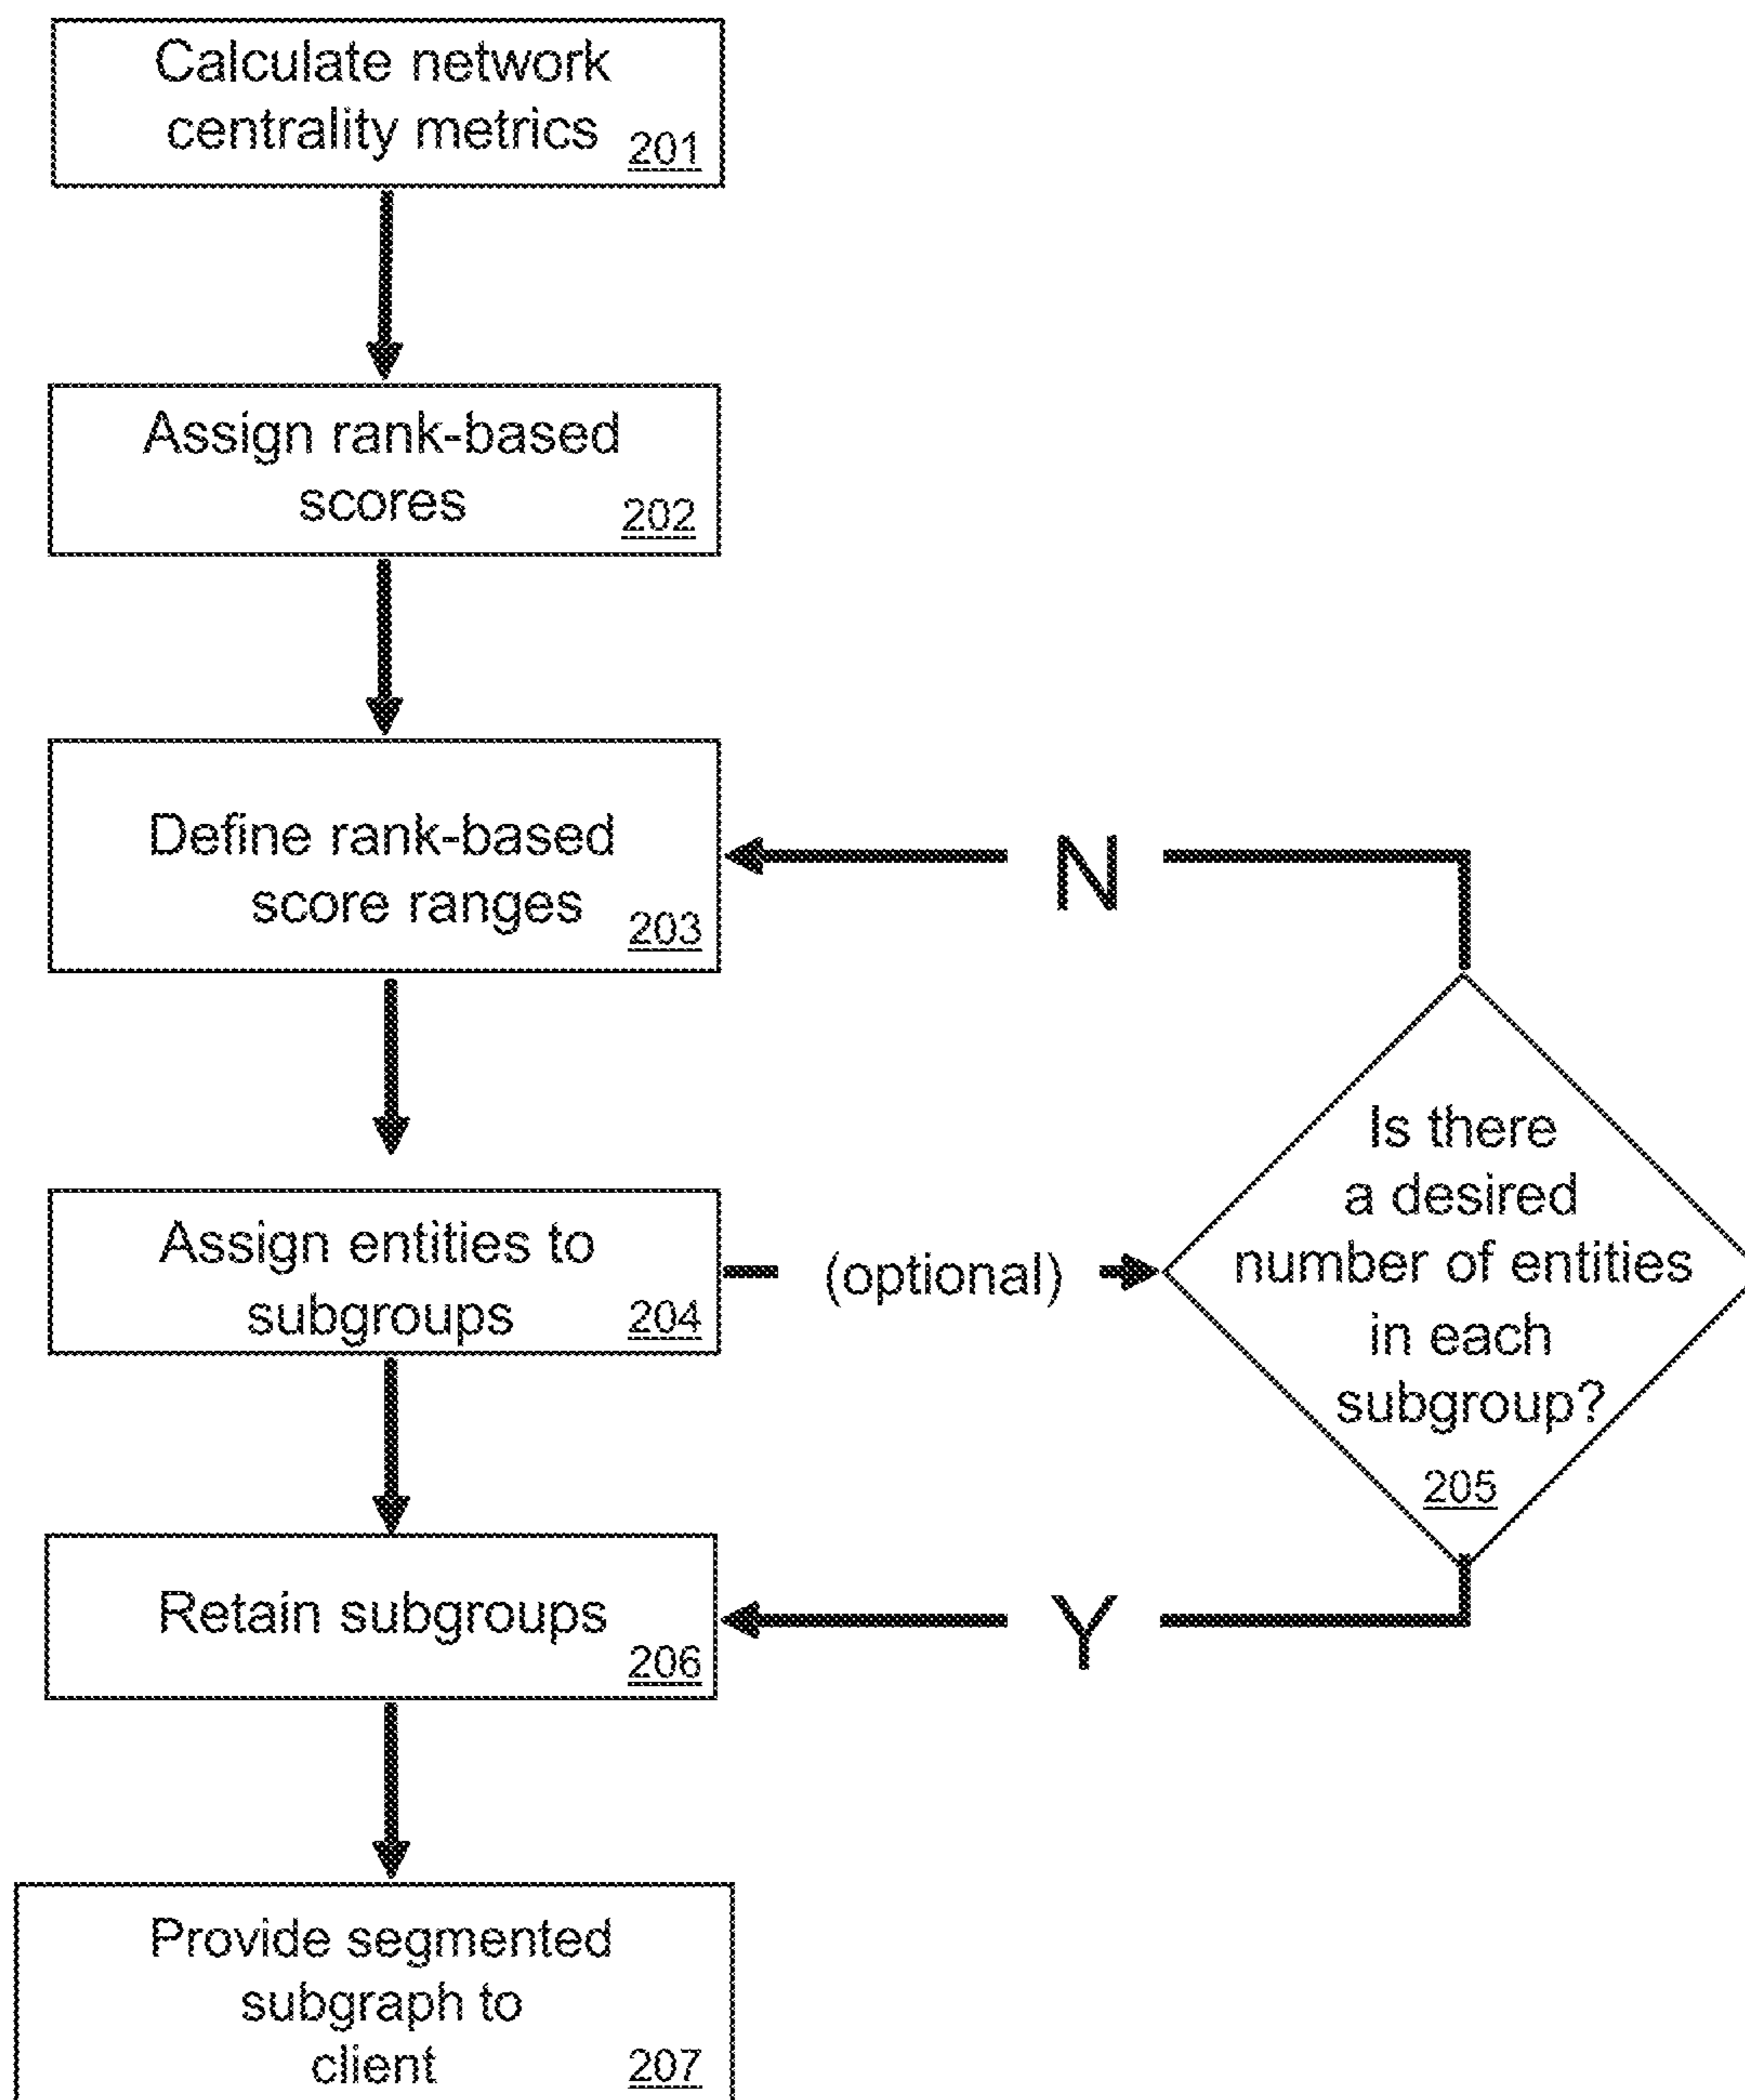 Calculate network
centrality metrics 201
Assign rank-based
scores 202
Define rank-based
score ranges 203
N
Assign entities to
subgroups 204
(optional)
Is there
a desired
number of entities
in each
subgroup?
205
Retain subgroups
206
Y
Provide segmented
subgraph to
client 207